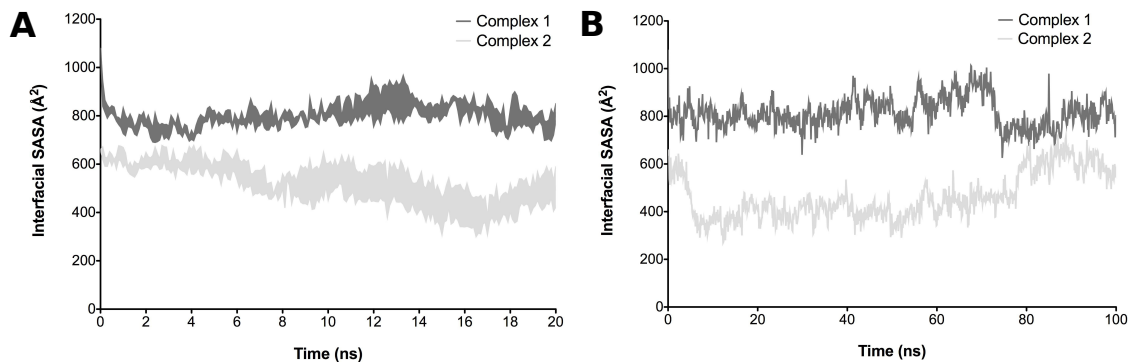 A
Interfacial SASA (Å²)
1200
1000
800
600
400
200
0
0 2 4 6 8 10 12 14 16 18 20
Time (ns)
Complex 1
Complex 2
B
Interfacial SASA (Å²)
1200
1000
800
600
400
200
0
0 20 40 60 80 100
Time (ns)
Complex 1
Complex 2